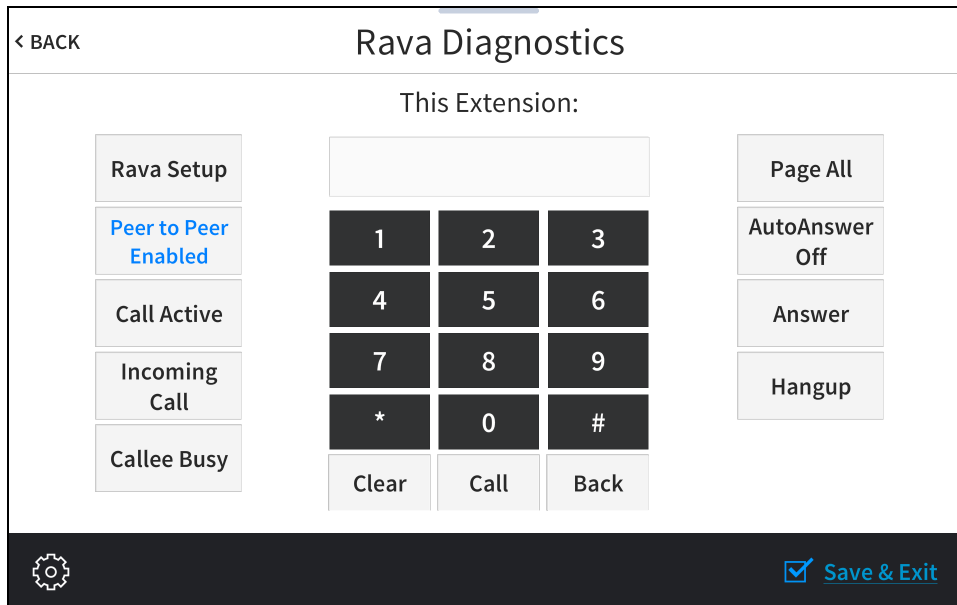 < BACK
Rava Diagnostics
This Extension:
Rava Setup
Peer to Peer
Enabled
Call Active
Incoming
Call
Callee Busy
1 2 3
4 5 6
7 8 9
* 0 #
Clear Call Back
Page All
AutoAnswer
Off
Answer
Hangup
Save & Exit